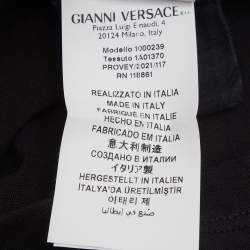 GIANNI VERSACE S.R.L.
Piazza Luigi Einaudi, 4
20124 Milano, Italy
Modello 1000239
Tessuto 1A01370
PROVEY/2021/117
RN 118861
REALIZZATO IN ITALIA
MADE IN ITALY
FABRIQUÉ EN ITALIE
HECHO EN ITALIA
FABRICADO EM ITÁLIA
意大利制造
СОЗДАНО В ИТАЛИИ
イタリア製
HERGESTELLT IN ITALIEN
İTALYA'DA ÜRETİLMİŞTİR
이태리 제
صنع في إيطاليا